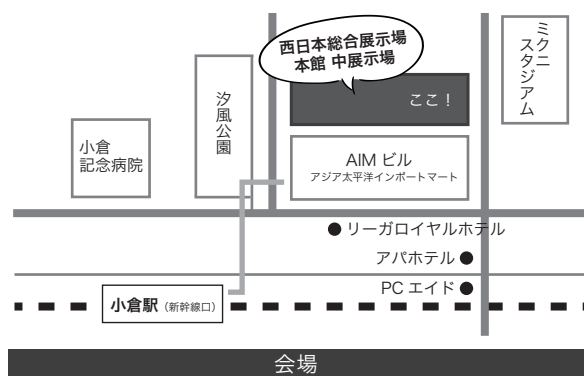 西日本総合展示場
本館 中展示場
ミクニ
スタジアム
ここ!
汐風公園
小倉
記念病院
AIM ビル
アジア太平洋インポートマート
リーガロイヤルホテル
アパホテル
PC エイド
小倉駅(新幹線口)
会場